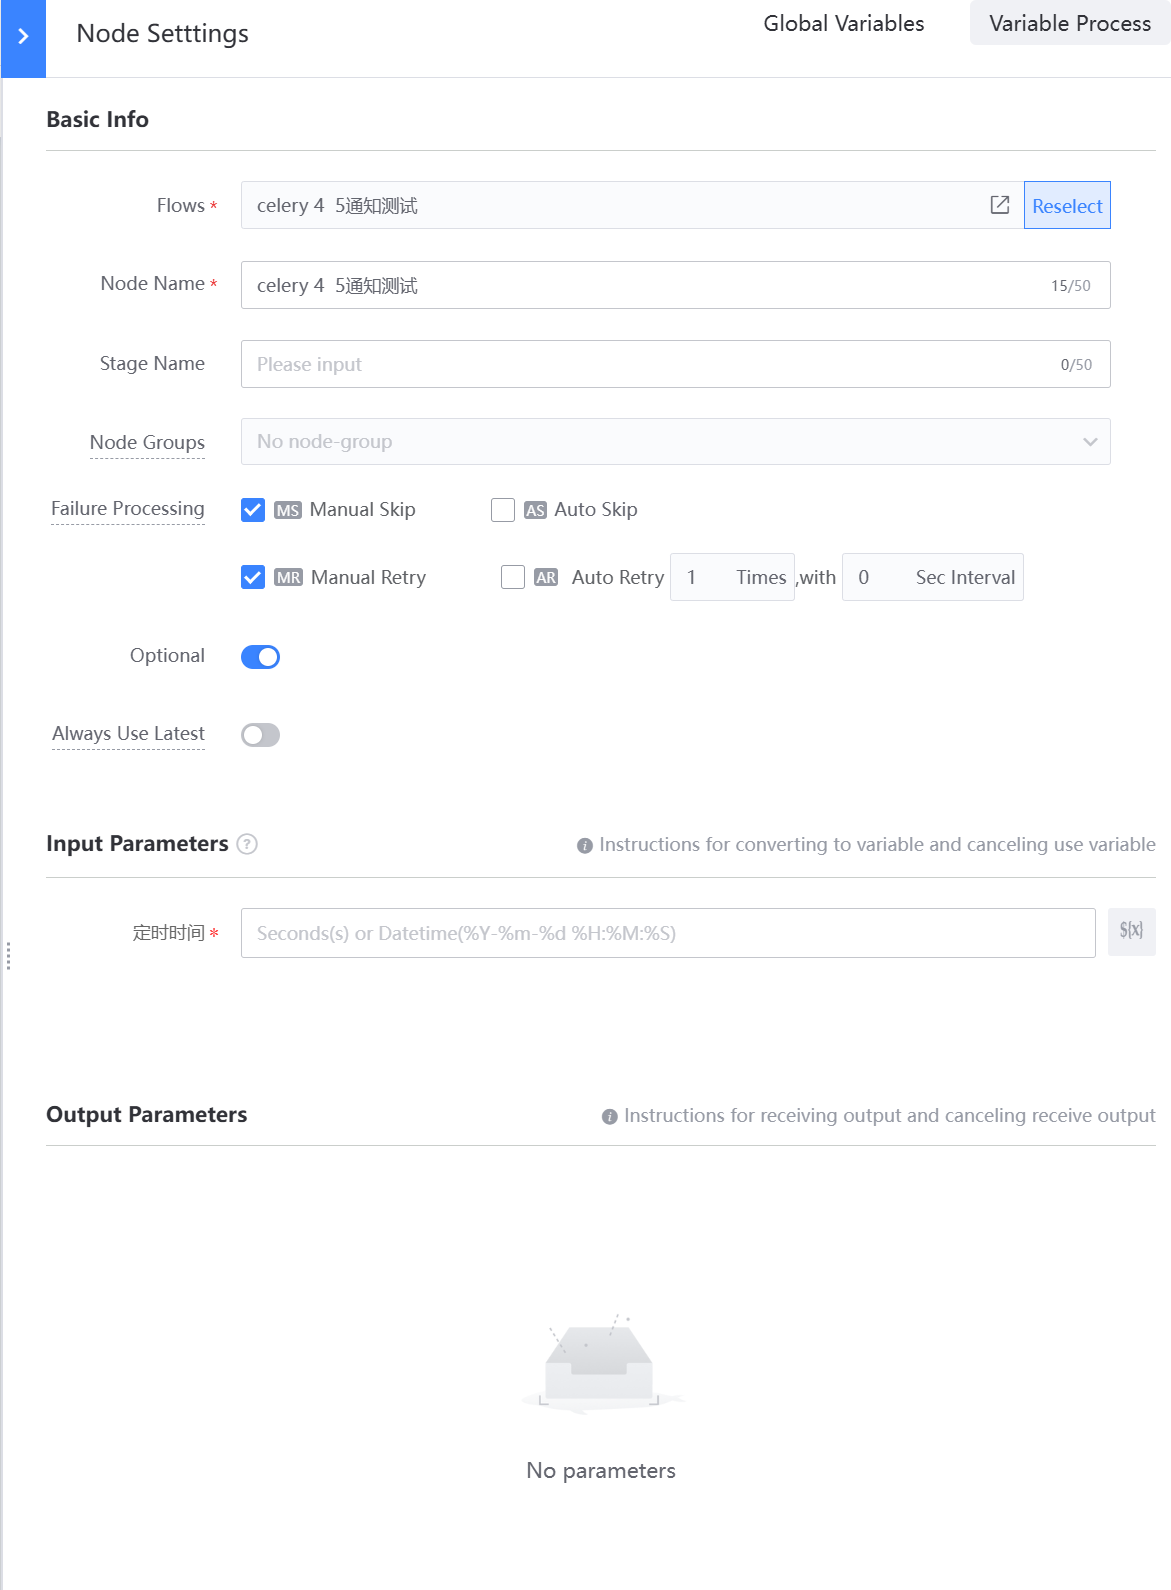 Node Setttings
Global Variables
Variable Process
Basic Info
Flows *
celery 4  5通知测试
Reselect
Node Name *
celery 4  5通知测试
15/50
Stage Name
Please input
0/50
Node Groups
No node-group
Failure Processing
MS Manual Skip
AS Auto Skip
MR Manual Retry
AR Auto Retry 1 Times ,with 0 Sec Interval
Optional
Always Use Latest
Input Parameters ?
i Instructions for converting to variable and canceling use variable
定时时间 *
Seconds(s) or Datetime(%Y-%m-%d %H:%M:%S)
${x}
Output Parameters
i Instructions for receiving output and canceling receive output
No parameters